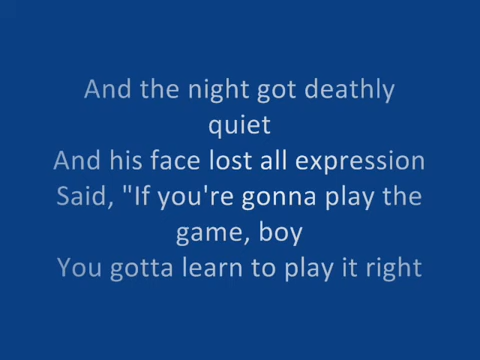 And the night got deathly
quiet
And his face lost all expression
Said, "If you're gonna play the
game, boy
You gotta learn to play it right